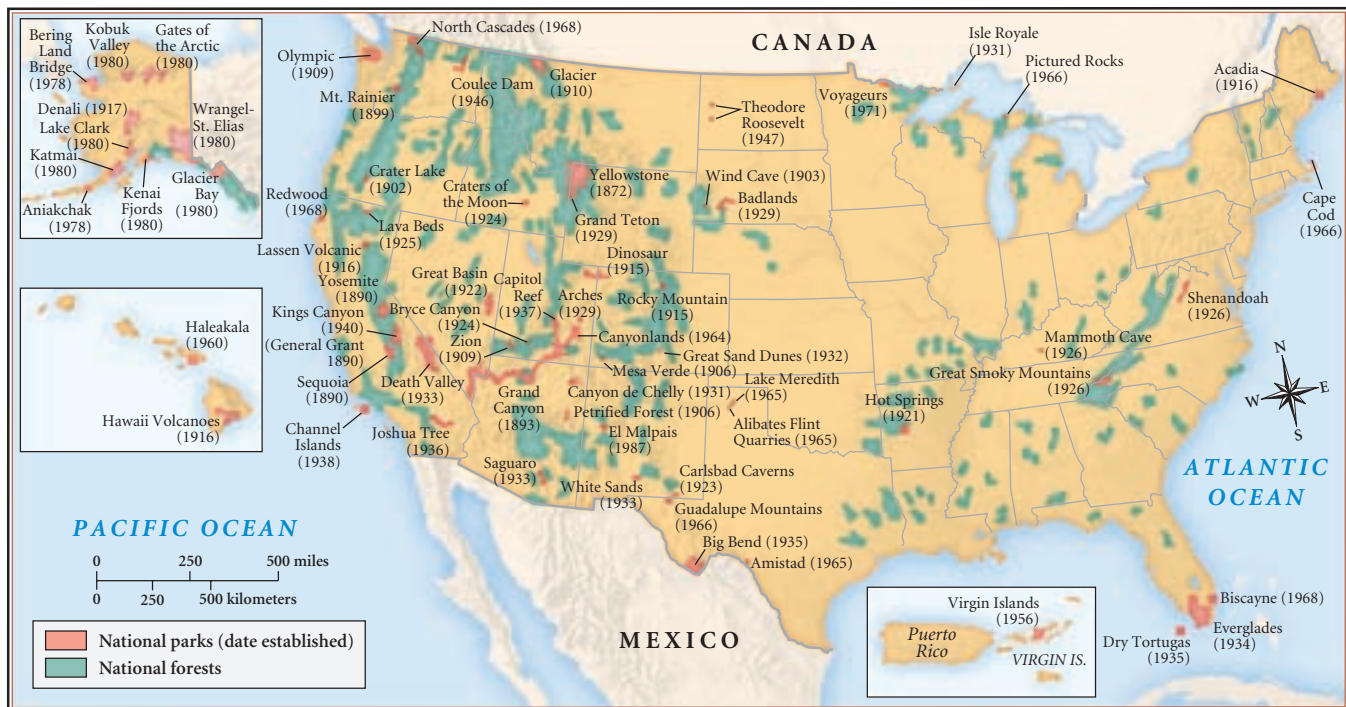 Bering
Land
Bridge
(1978)
Kobuk
Valley
(1980)
Gates of
the Arctic
(1980)
Denali (1917)
Lake Clark
(1980)
Katmai
(1980)
Aniakchak
(1978)
Kenai
Fjords
(1980)
Wrangel-
St. Elias
(1980)
Glacier
Bay
(1980)
Haleakala
(1960)
Hawaii Volcanoes
(1916)
CANADA
North Cascades (1968)
Olympic
(1909)
Mt. Rainier
(1899)
Coulee Dam
(1946)
Glacier
(1910)
Theodore
Roosevelt
(1947)
Voyageurs
(1971)
Isle Royale
(1931)
Pictured Rocks
(1966)
Acadia
(1916)
Cape
Cod
(1966)
Crater Lake
(1902)
Craters of
the Moon
(1924)
Yellowstone
(1872)
Grand Teton
(1929)
Wind Cave (1903)
Badlands
(1929)
Redwood
(1968)
Lava Beds
(1925)
Lassen Volcanic
(1916)
Yosemite
(1890)
Kings Canyon
(1940)
(General Grant
1890)
Sequoia
(1890)
Great Basin
(1922)
Bryce Canyon
(1924)
Zion
(1909)
Capitol
Reef
(1937)
Dinosaur
(1915)
Arches
(1929)
Rocky Mountain
(1915)
Canyonlands (1964)
Great Sand Dunes (1932)
Mesa Verde (1906)
Death Valley
(1933)
Channel
Islands
(1938)
Joshua Tree
(1936)
Grand
Canyon
(1893)
Canyon de Chelly (1931)
Petrified Forest (1906)
El Malpais
(1987)
Lake Meredith
(1965)
Alibates Flint
Quarries (1965)
Saguaro
(1933)
White Sands
(1933)
Carlsbad Caverns
(1923)
Guadalupe Mountains
(1966)
Big Bend (1935)
Amistad (1965)
Hot Springs
(1921)
Mammoth Cave
(1926)
Great Smoky Mountains
(1926)
Shenandoah
(1926)
N
W
E
S
ATLANTIC
OCEAN
PACIFIC OCEAN
0 250 500 miles
0 250 500 kilometers
National parks (date established)
National forests
MEXICO
Virgin Islands
(1956)
Puerto
Rico
VIRGIN IS.
Biscayne (1968)
Everglades
(1934)
Dry Tortugas
(1935)